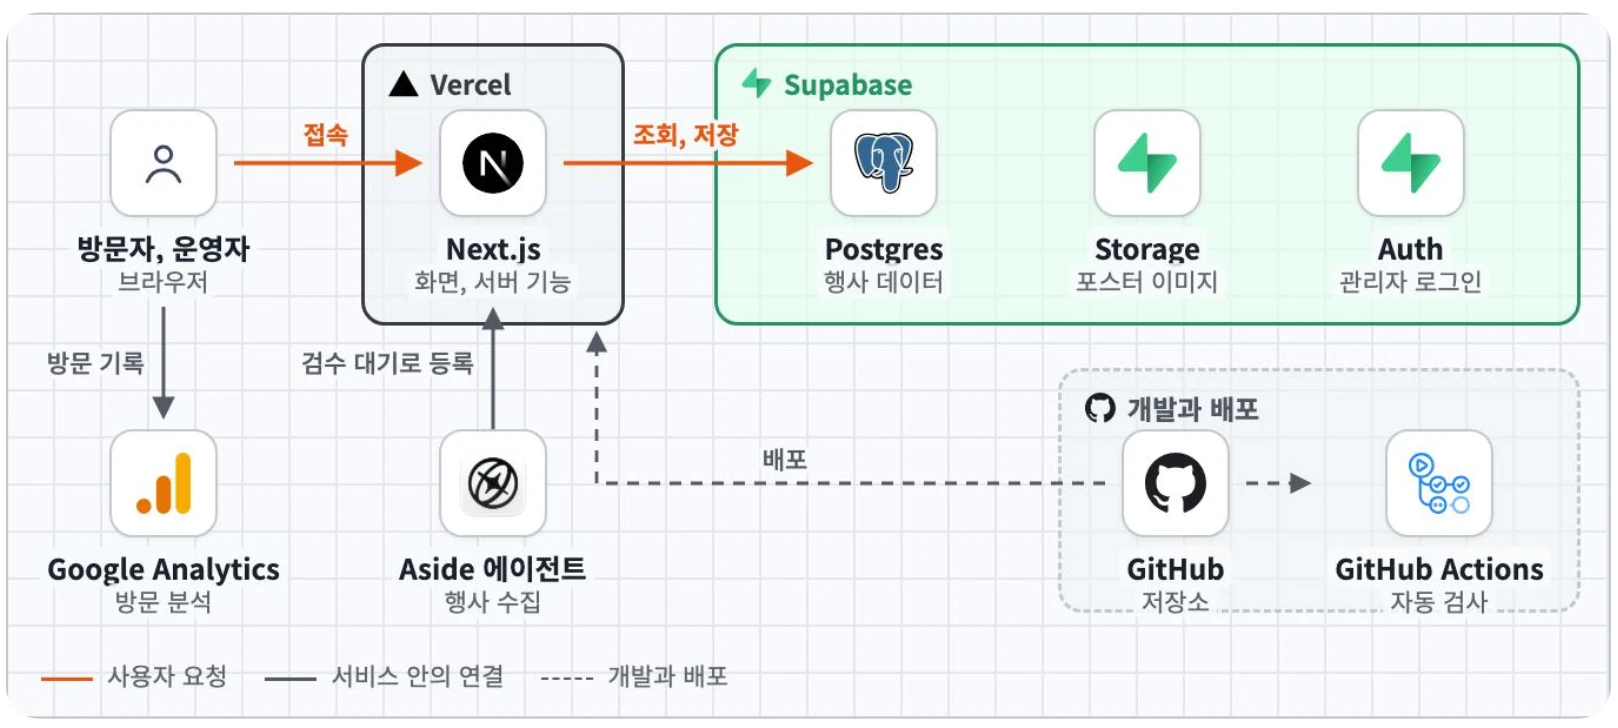 Vercel
Supabase
접속
조회, 저장
방문자, 운영자
브라우저
Next.js
화면, 서버 기능
Postgres
행사 데이터
Storage
포스터 이미지
Auth
관리자 로그인
방문 기록
검수 대기로 등록
개발과 배포
배포
Google Analytics
방문 분석
Aside 에이전트
행사 수집
GitHub
저장소
GitHub Actions
자동 검사
사용자 요청
서비스 안의 연결
개발과 배포